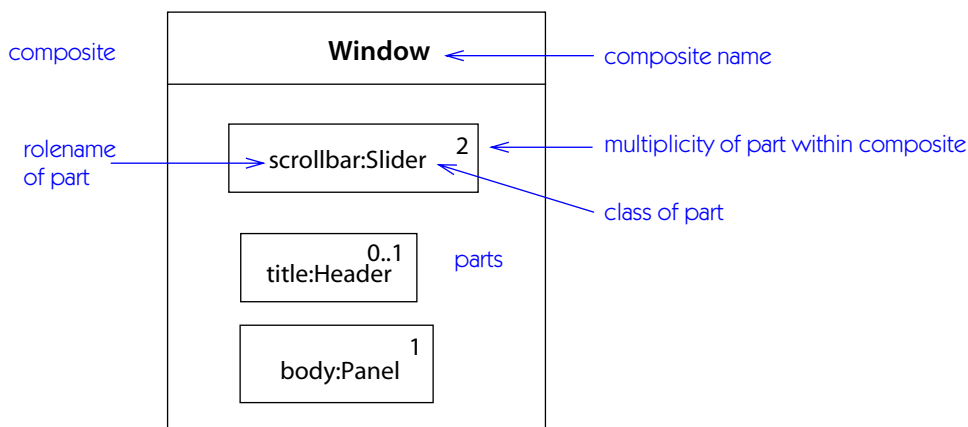 composite
Window
composite name
rolename
of part
scrollbar:Slider
2
multiplicity of part within composite
class of part
0..1
title:Header
parts
1
body:Panel